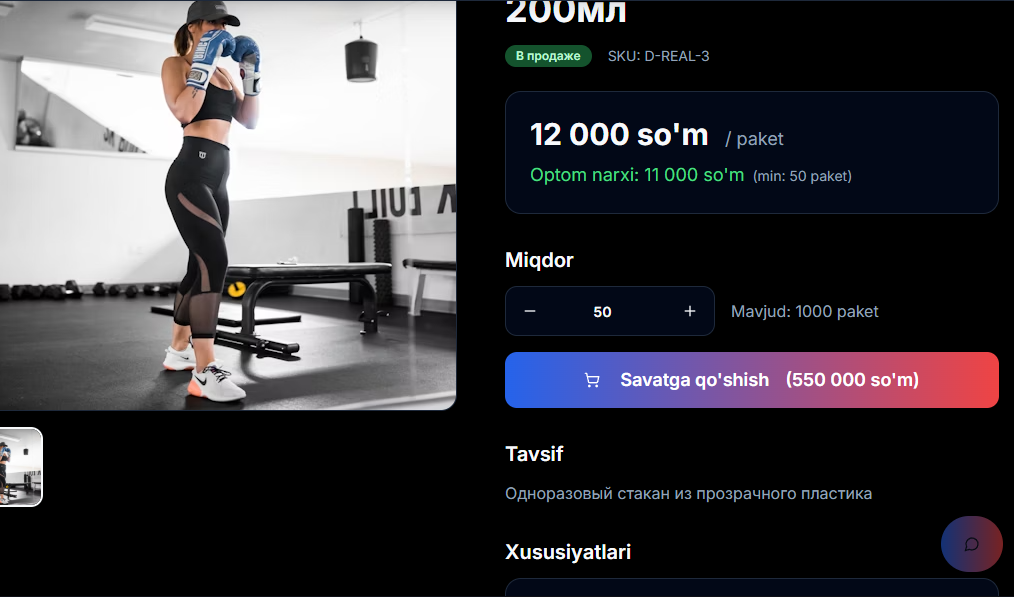 200мл
В продаже SKU: D-REAL-3
12 000 so'm / paket
Optom narxi: 11 000 so'm (min: 50 paket)
Miqdor
− 50 + Mavjud: 1000 paket
Savatga qo'shish (550 000 so'm)
Tavsif
Одноразовый стакан из прозрачного пластика
Xususiyatlari